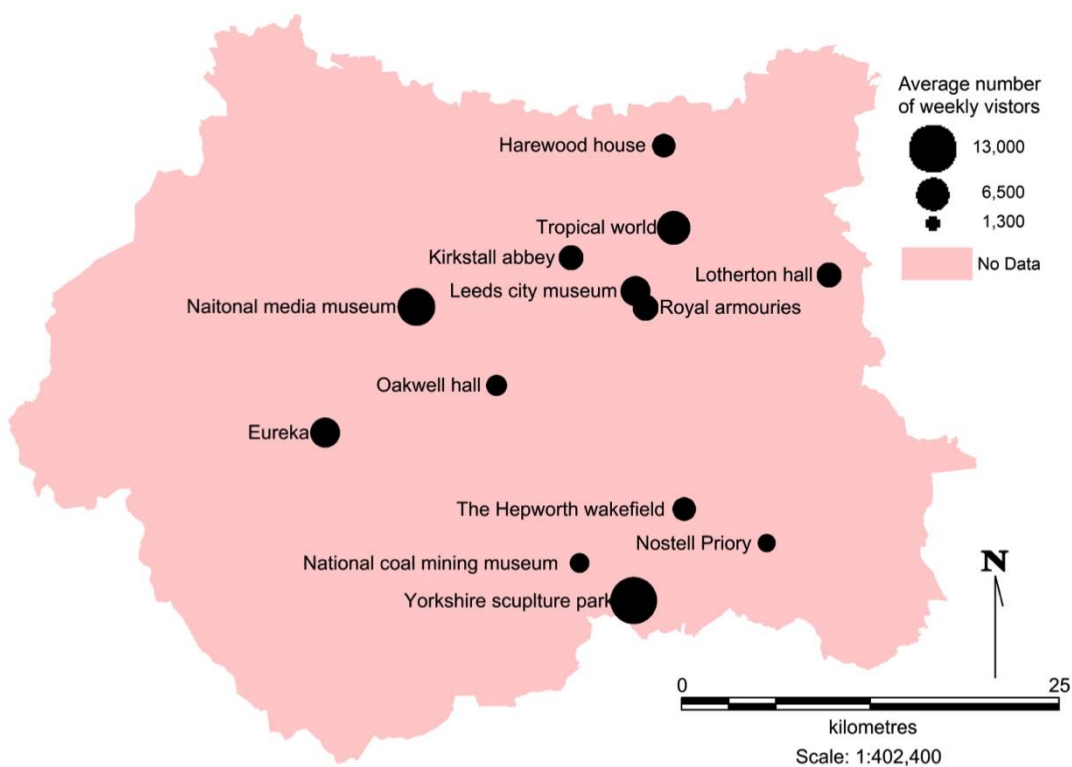 Average number
of weekly vistors
13,000
6,500
1,300
No Data
Harewood house
Tropical world
Kirkstall abbey
Lotherton hall
Leeds city museum
Naitonal media museum
Royal armouries
Oakwell hall
Eureka
The Hepworth wakefield
Nostell Priory
National coal mining museum
Yorkshire scuplture park
N
0 25
kilometres
Scale: 1:402,400